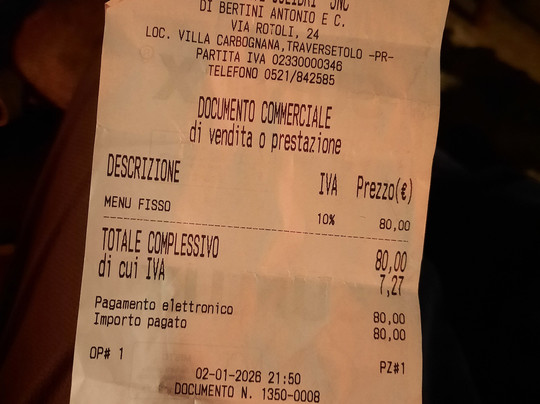 SNC
DI BERTINI ANTONIO E C.
VIA ROTOLI, 24
LOC. VILLA CARBOGNANA,TRAVERSETOLO -PR-
PARTITA IVA 02330000346
TELEFONO 0521/842585
DOCUMENTO COMMERCIALE
di vendita o prestazione
DESCRIZIONE IVA Prezzo(€)
MENU FISSO 10% 80,00
TOTALE COMPLESSIVO 80,00
di cui IVA 7,27
Pagamento elettronico 80,00
Importo pagato 80,00
OP# 1 PZ#1
02-01-2026 21:50
DOCUMENTO N. 1350-0008